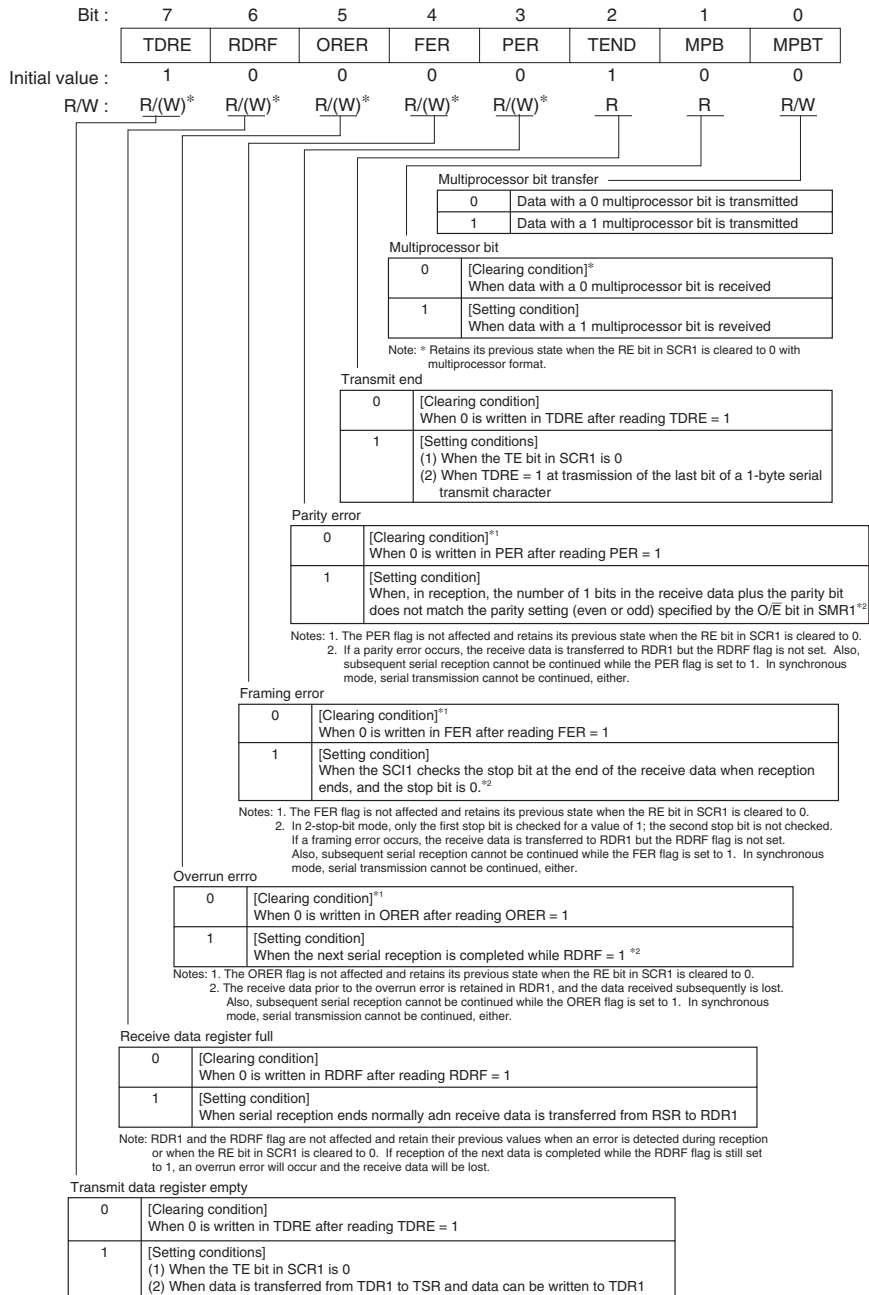 Bit : 7 6 5 4 3 2 1 0
TDRE RDRF ORER FER PER TEND MPB MPBT
Initial value : 1 0 0 0 0 1 0 0
R/W : R/(W)* R/(W)* R/(W)* R/(W)* R/(W)* R R R/W
Multiprocessor bit transfer
0 Data with a 0 multiprocessor bit is transmitted
1 Data with a 1 multiprocessor bit is transmitted
Multiprocessor bit
0 [Clearing condition]*
When data with a 0 multiprocessor bit is received
1 [Setting condition]
When data with a 1 multiprocessor bit is reveived
Note: * Retains its previous state when the RE bit in SCR1 is cleared to 0 with
multiprocessor format.
Transmit end
0 [Clearing condition]
When 0 is written in TDRE after reading TDRE = 1
1 [Setting conditions]
(1) When the TE bit in SCR1 is 0
(2) When TDRE = 1 at trasmission of the last bit of a 1-byte serial
transmit character
Parity error
0 [Clearing condition]*1
When 0 is written in PER after reading PER = 1
1 [Setting condition]
When, in reception, the number of 1 bits in the receive data plus the parity bit
does not match the parity setting (even or odd) specified by the O/E̅ bit in SMR1*2
Notes: 1. The PER flag is not affected and retains its previous state when the RE bit in SCR1 is cleared to 0.
2. If a parity error occurs, the receive data is transferred to RDR1 but the RDRF flag is not set. Also,
subsequent serial reception cannot be continued while the PER flag is set to 1. In synchronous
mode, serial transmission cannot be continued, either.
Framing error
0 [Clearing condition]*1
When 0 is written in FER after reading FER = 1
1 [Setting condition]
When the SCI1 checks the stop bit at the end of the receive data when reception
ends, and the stop bit is 0.*2
Notes: 1. The FER flag is not affected and retains its previous state when the RE bit in SCR1 is cleared to 0.
2. In 2-stop-bit mode, only the first stop bit is checked for a value of 1; the second stop bit is not checked.
If a framing error occurs, the receive data is transferred to RDR1 but the RDRF flag is not set.
Also, subsequent serial reception cannot be continued while the FER flag is set to 1. In synchronous
mode, serial transmission cannot be continued, either.
Overrun errro
0 [Clearing condition]*1
When 0 is written in ORER after reading ORER = 1
1 [Setting condition]
When the next serial reception is completed while RDRF = 1 *2
Notes: 1. The ORER flag is not affected and retains its previous state when the RE bit in SCR1 is cleared to 0.
2. The receive data prior to the overrun error is retained in RDR1, and the data received subsequently is lost.
Also, subsequent serial reception cannot be continued while the ORER flag is set to 1. In synchronous
mode, serial transmission cannot be continued, either.
Receive data register full
0 [Clearing condition]
When 0 is written in RDRF after reading RDRF = 1
1 [Setting condition]
When serial reception ends normally adn receive data is transferred from RSR to RDR1
Note: RDR1 and the RDRF flag are not affected and retain their previous values when an error is detected during reception
or when the RE bit in SCR1 is cleared to 0. If reception of the next data is completed while the RDRF flag is still set
to 1, an overrun error will occur and the receive data will be lost.
Transmit data register empty
0 [Clearing condition]
When 0 is written in TDRE after reading TDRE = 1
1 [Setting conditions]
(1) When the TE bit in SCR1 is 0
(2) When data is transferred from TDR1 to TSR and data can be written to TDR1